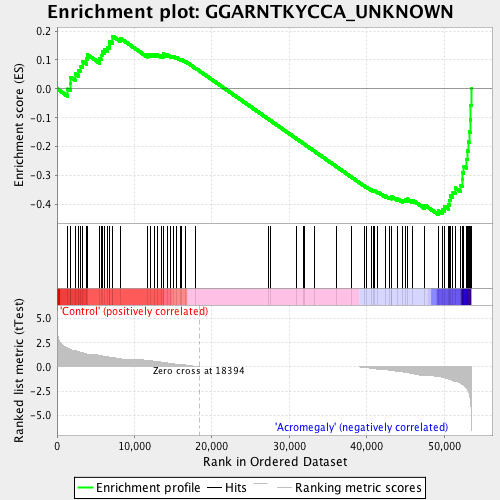 Enrichment plot: GGARNTKYCCA_UNKNOWN
Enrichment score (ES)
0.2
0.1
0.0
-0.1
-0.2
-0.3
-0.4
'Control' (positively correlated)
Ranked list metric (tTest)
5.0
2.5
0.0
-2.5
-5.0
Zero cross at 18394
'Acromegaly' (negatively correlated)
0
10,000
20,000
30,000
40,000
50,000
Rank in Ordered Dataset
Enrichment profile
Hits
Ranking metric scores